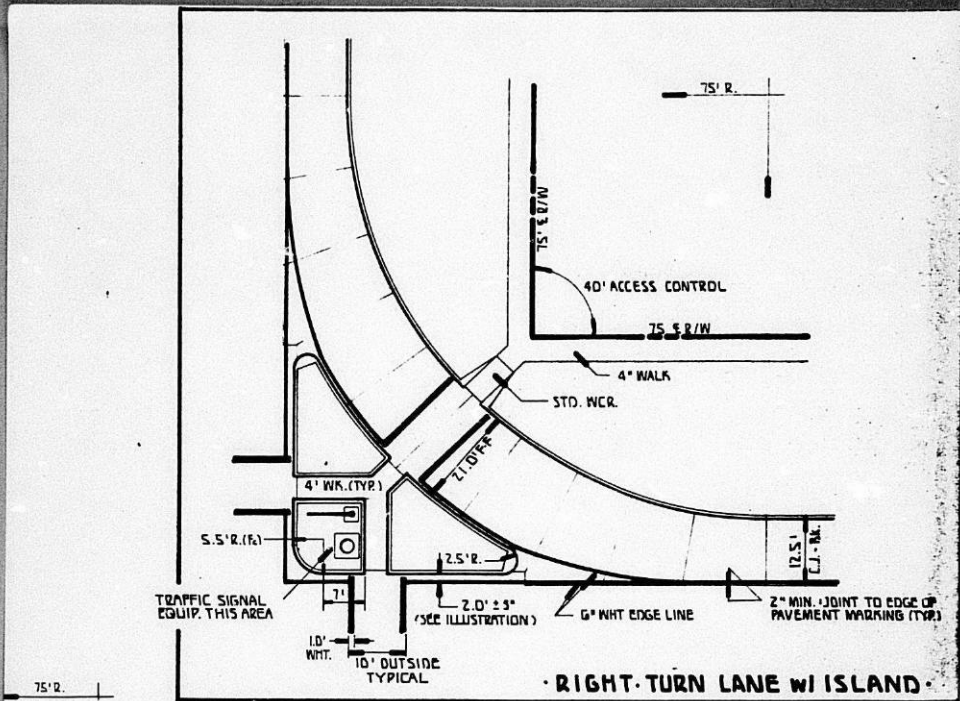 75' R.
75' ₠ R/W
40' ACCESS CONTROL
75 ₠ R/W
4" WALK
STD. WCR.
21.0' F-F
4' WK. (TYP.)
5.5' R. (Fc)
2.5' R.
12.5'
C.J. - Bk.
TRAFFIC SIGNAL
EQUIP. THIS AREA
7'
2.0' ± 3"
(SEE ILLUSTRATION)
6" WHT EDGE LINE
2" MIN. JOINT TO EDGE OF
PAVEMENT MARKING (TYP.)
1.0'
WHT.
10' OUTSIDE
TYPICAL
75' R.
· RIGHT · TURN LANE w/ ISLAND ·